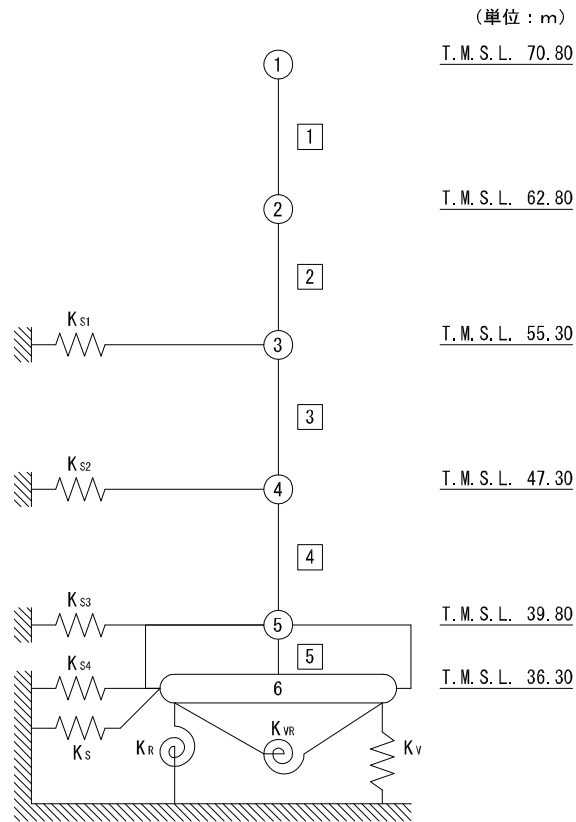 (単位：m)
T.M.S.L. 70.80
1
1
T.M.S.L. 62.80
2
2
T.M.S.L. 55.30
KS1
3
3
T.M.S.L. 47.30
KS2
4
4
T.M.S.L. 39.80
KS3
5
5
T.M.S.L. 36.30
KS4
6
KS
KR
KVR
KV